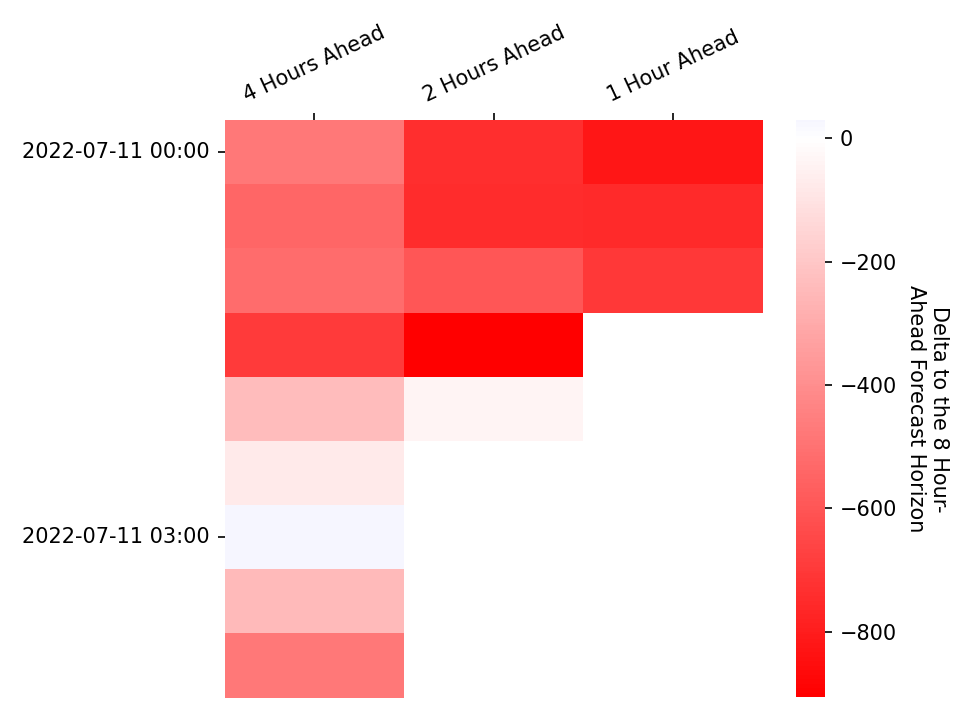 4 Hours Ahead
2 Hours Ahead
1 Hour Ahead
2022-07-11 00:00
2022-07-11 03:00
0
−200
−400
−600
−800
Delta to the 8 Hour-
Ahead Forecast Horizon